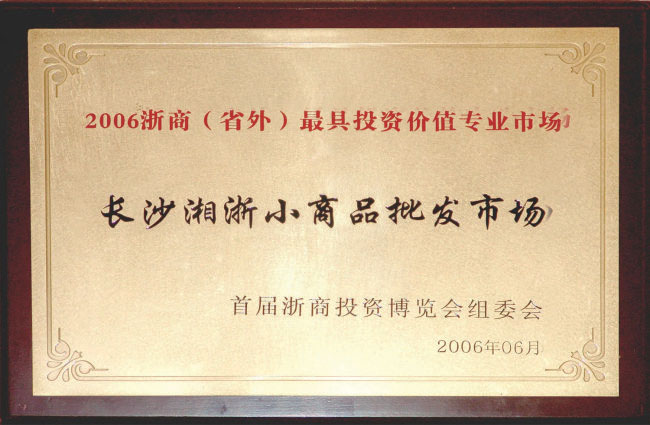 2006浙商（省外）最具投资价值专业市场
长沙湘浙小商品批发市场
首届浙商投资博览会组委会
2006年06月